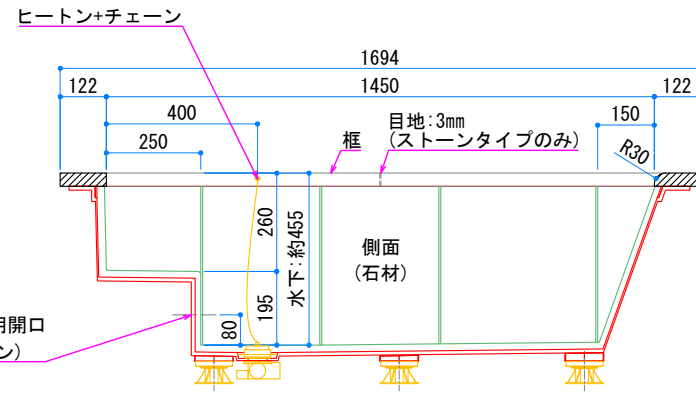 ヒートン+チェーン
1694
122
1450
122
400
目地:3mm
(ストーンタイプのみ)
150
250
框
R30
260
水下:約455
側面
(石材)
195
80
用開口
ン)